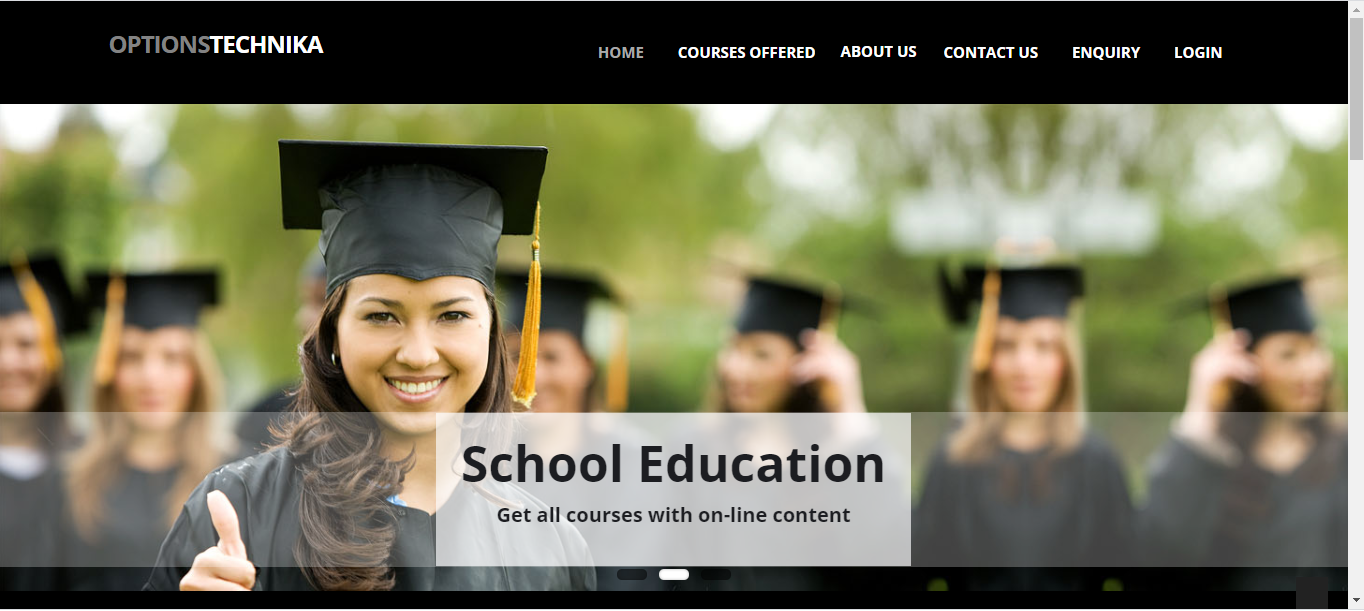 OPTIONSTECHNIKA
HOME COURSES OFFERED ABOUT US CONTACT US ENQUIRY LOGIN
School Education
Get all courses with on-line content